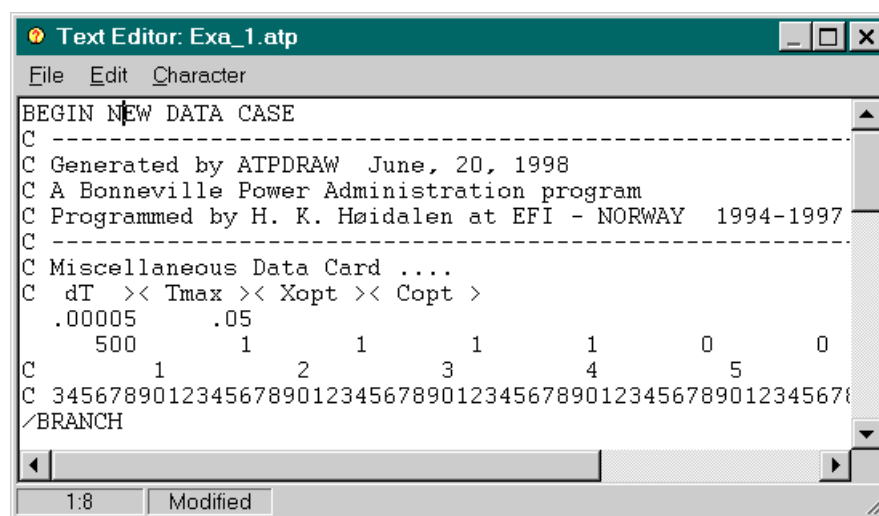 Text Editor: Exa_1.atp
File Edit Character
BEGIN NEW DATA CASE
C --------------------------------------------------------
C Generated by ATPDRAW  June, 20, 1998
C A Bonneville Power Administration program
C Programmed by H. K. Høidalen at EFI - NORWAY  1994-1997
C --------------------------------------------------------
C Miscellaneous Data Card ....
C  dT  >< Tmax >< Xopt >< Copt >
  .00005     .05
     500       1       1       1       1       0       0
C        1         2         3         4         5
C 34567890123456789012345678901234567890123456789012345678
/BRANCH
1:8 Modified